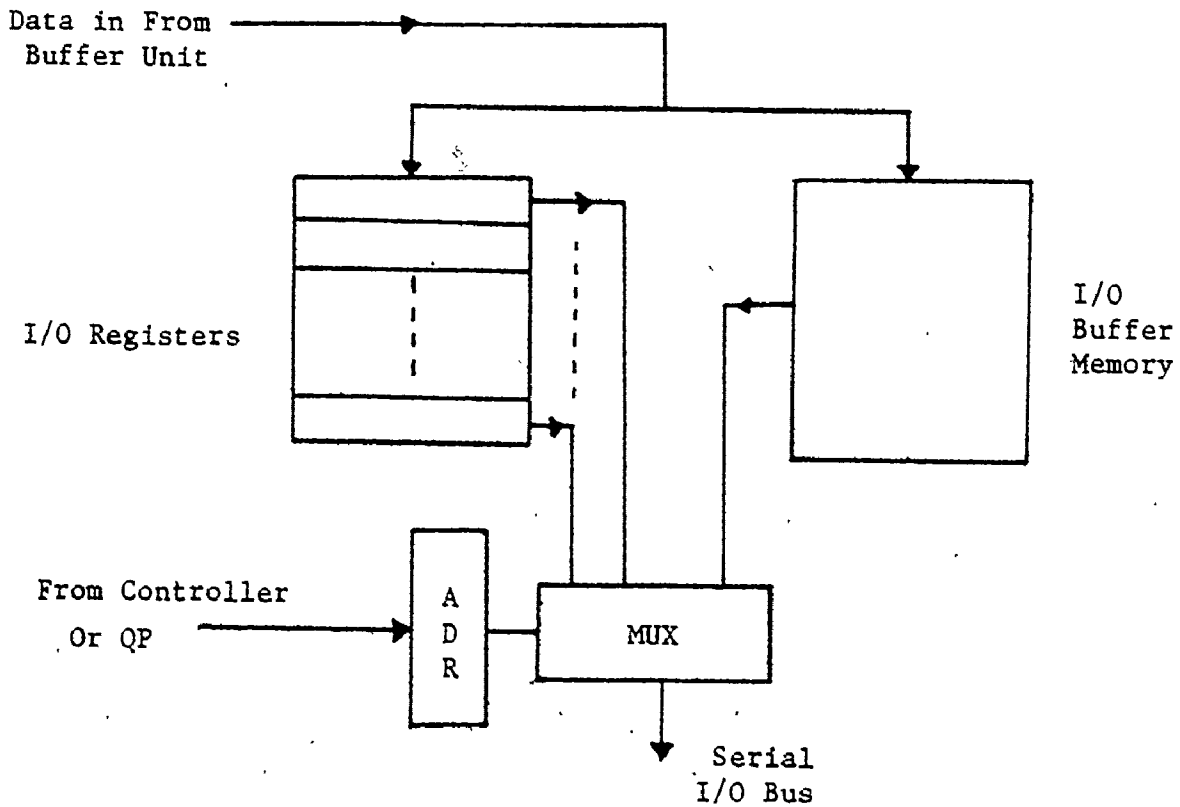 Data in From
Buffer Unit
I/O Registers
I/O
Buffer
Memory
From Controller
Or QP
A
D
R
MUX
Serial
I/O Bus